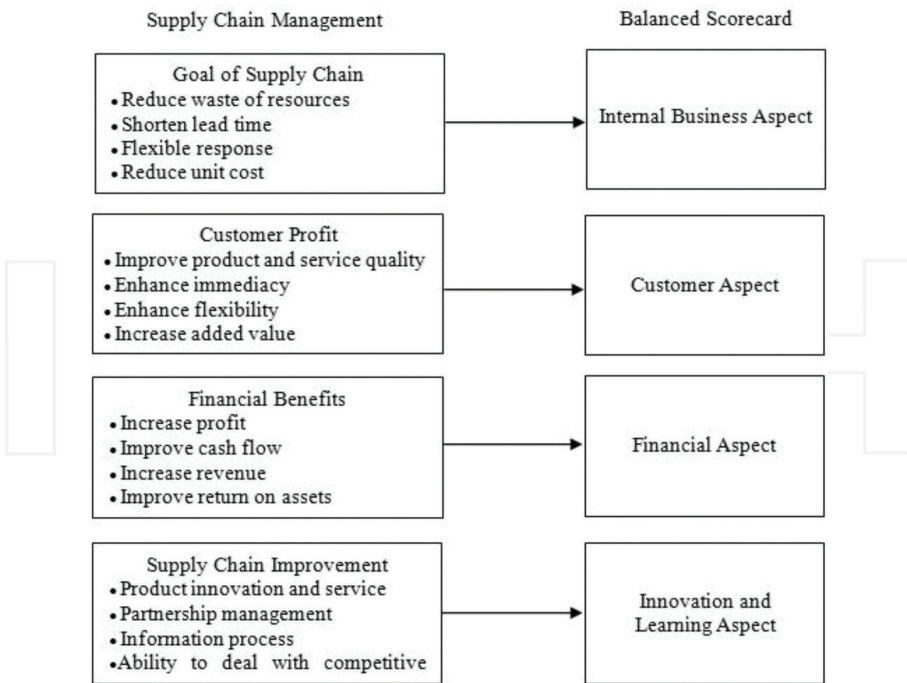 Supply Chain Management
Balanced Scorecard
Goal of Supply Chain
• Reduce waste of resources
• Shorten lead time
• Flexible response
• Reduce unit cost
Internal Business Aspect
Customer Profit
• Improve product and service quality
• Enhance immediacy
• Enhance flexibility
• Increase added value
Customer Aspect
Financial Benefits
• Increase profit
• Improve cash flow
• Increase revenue
• Improve return on assets
Financial Aspect
Supply Chain Improvement
• Product innovation and service
• Partnership management
• Information process
• Ability to deal with competitive
Innovation and
Learning Aspect